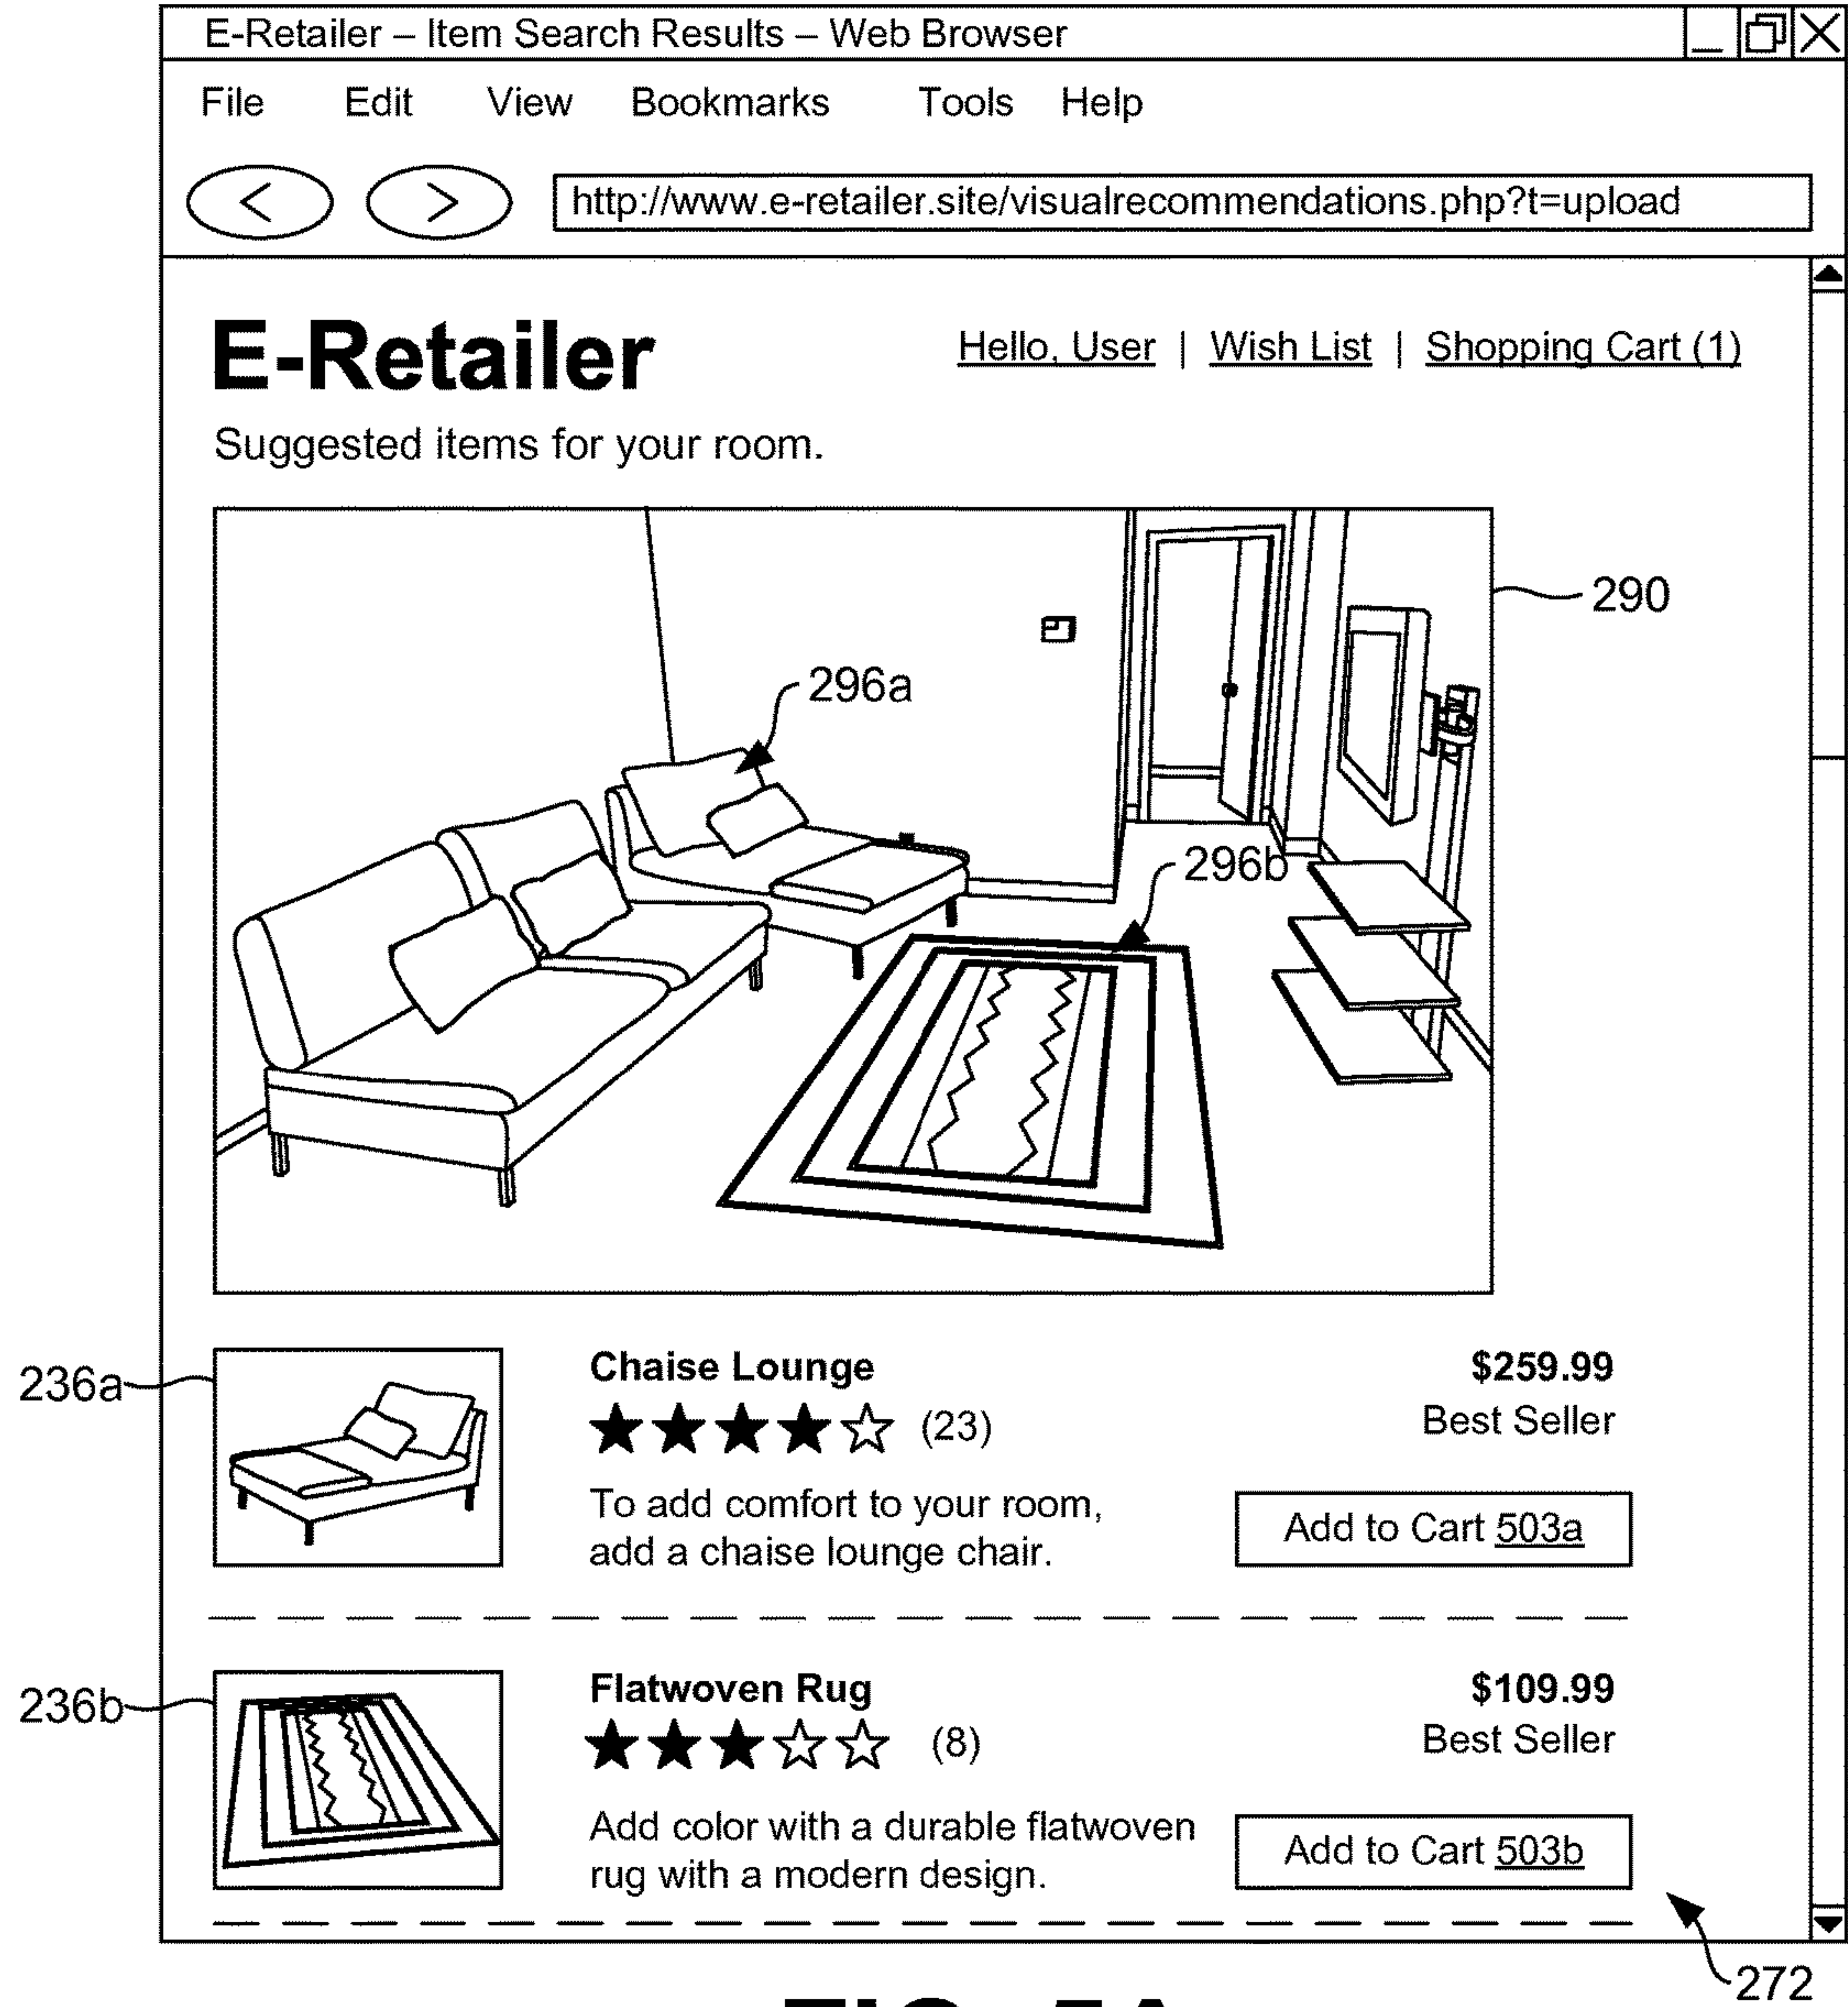 E-Retailer – Item Search Results – Web Browser
File Edit View Bookmarks Tools Help
< > http://www.e-retailer.site/visualrecommendations.php?t=upload
E-Retailer
Hello, User | Wish List | Shopping Cart (1)
Suggested items for your room.
290
296a
296b
236a
Chaise Lounge $259.99
(23) Best Seller
To add comfort to your room,
add a chaise lounge chair.
Add to Cart 503a
236b
Flatwoven Rug $109.99
(8) Best Seller
Add color with a durable flatwoven
rug with a modern design.
Add to Cart 503b
272